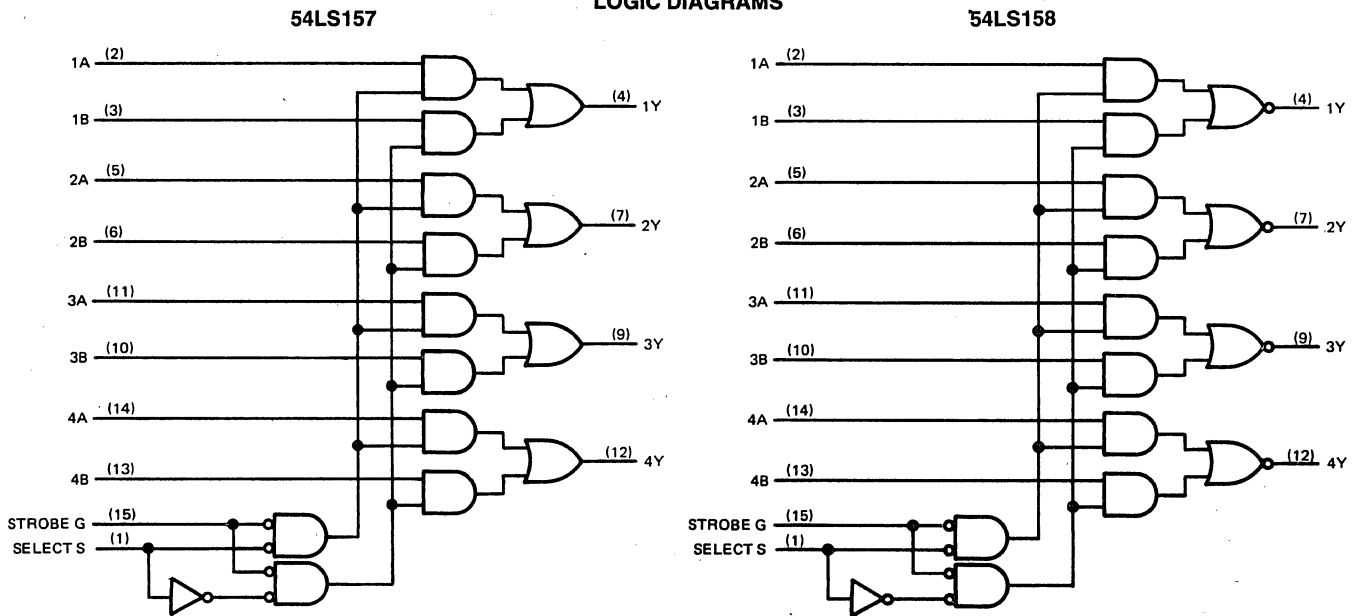 LOGIC DIAGRAMS
54LS157
1A (2)
1B (3)
2A (5)
2B (6)
3A (11)
3B (10)
4A (14)
4B (13)
STROBE G (15)
SELECT S (1)
(4) 1Y
(7) 2Y
(9) 3Y
(12) 4Y
54LS158
1A (2)
1B (3)
2A (5)
2B (6)
3A (11)
3B (10)
4A (14)
4B (13)
STROBE G (15)
SELECT S (1)
(4) 1Y
(7) 2Y
(9) 3Y
(12) 4Y